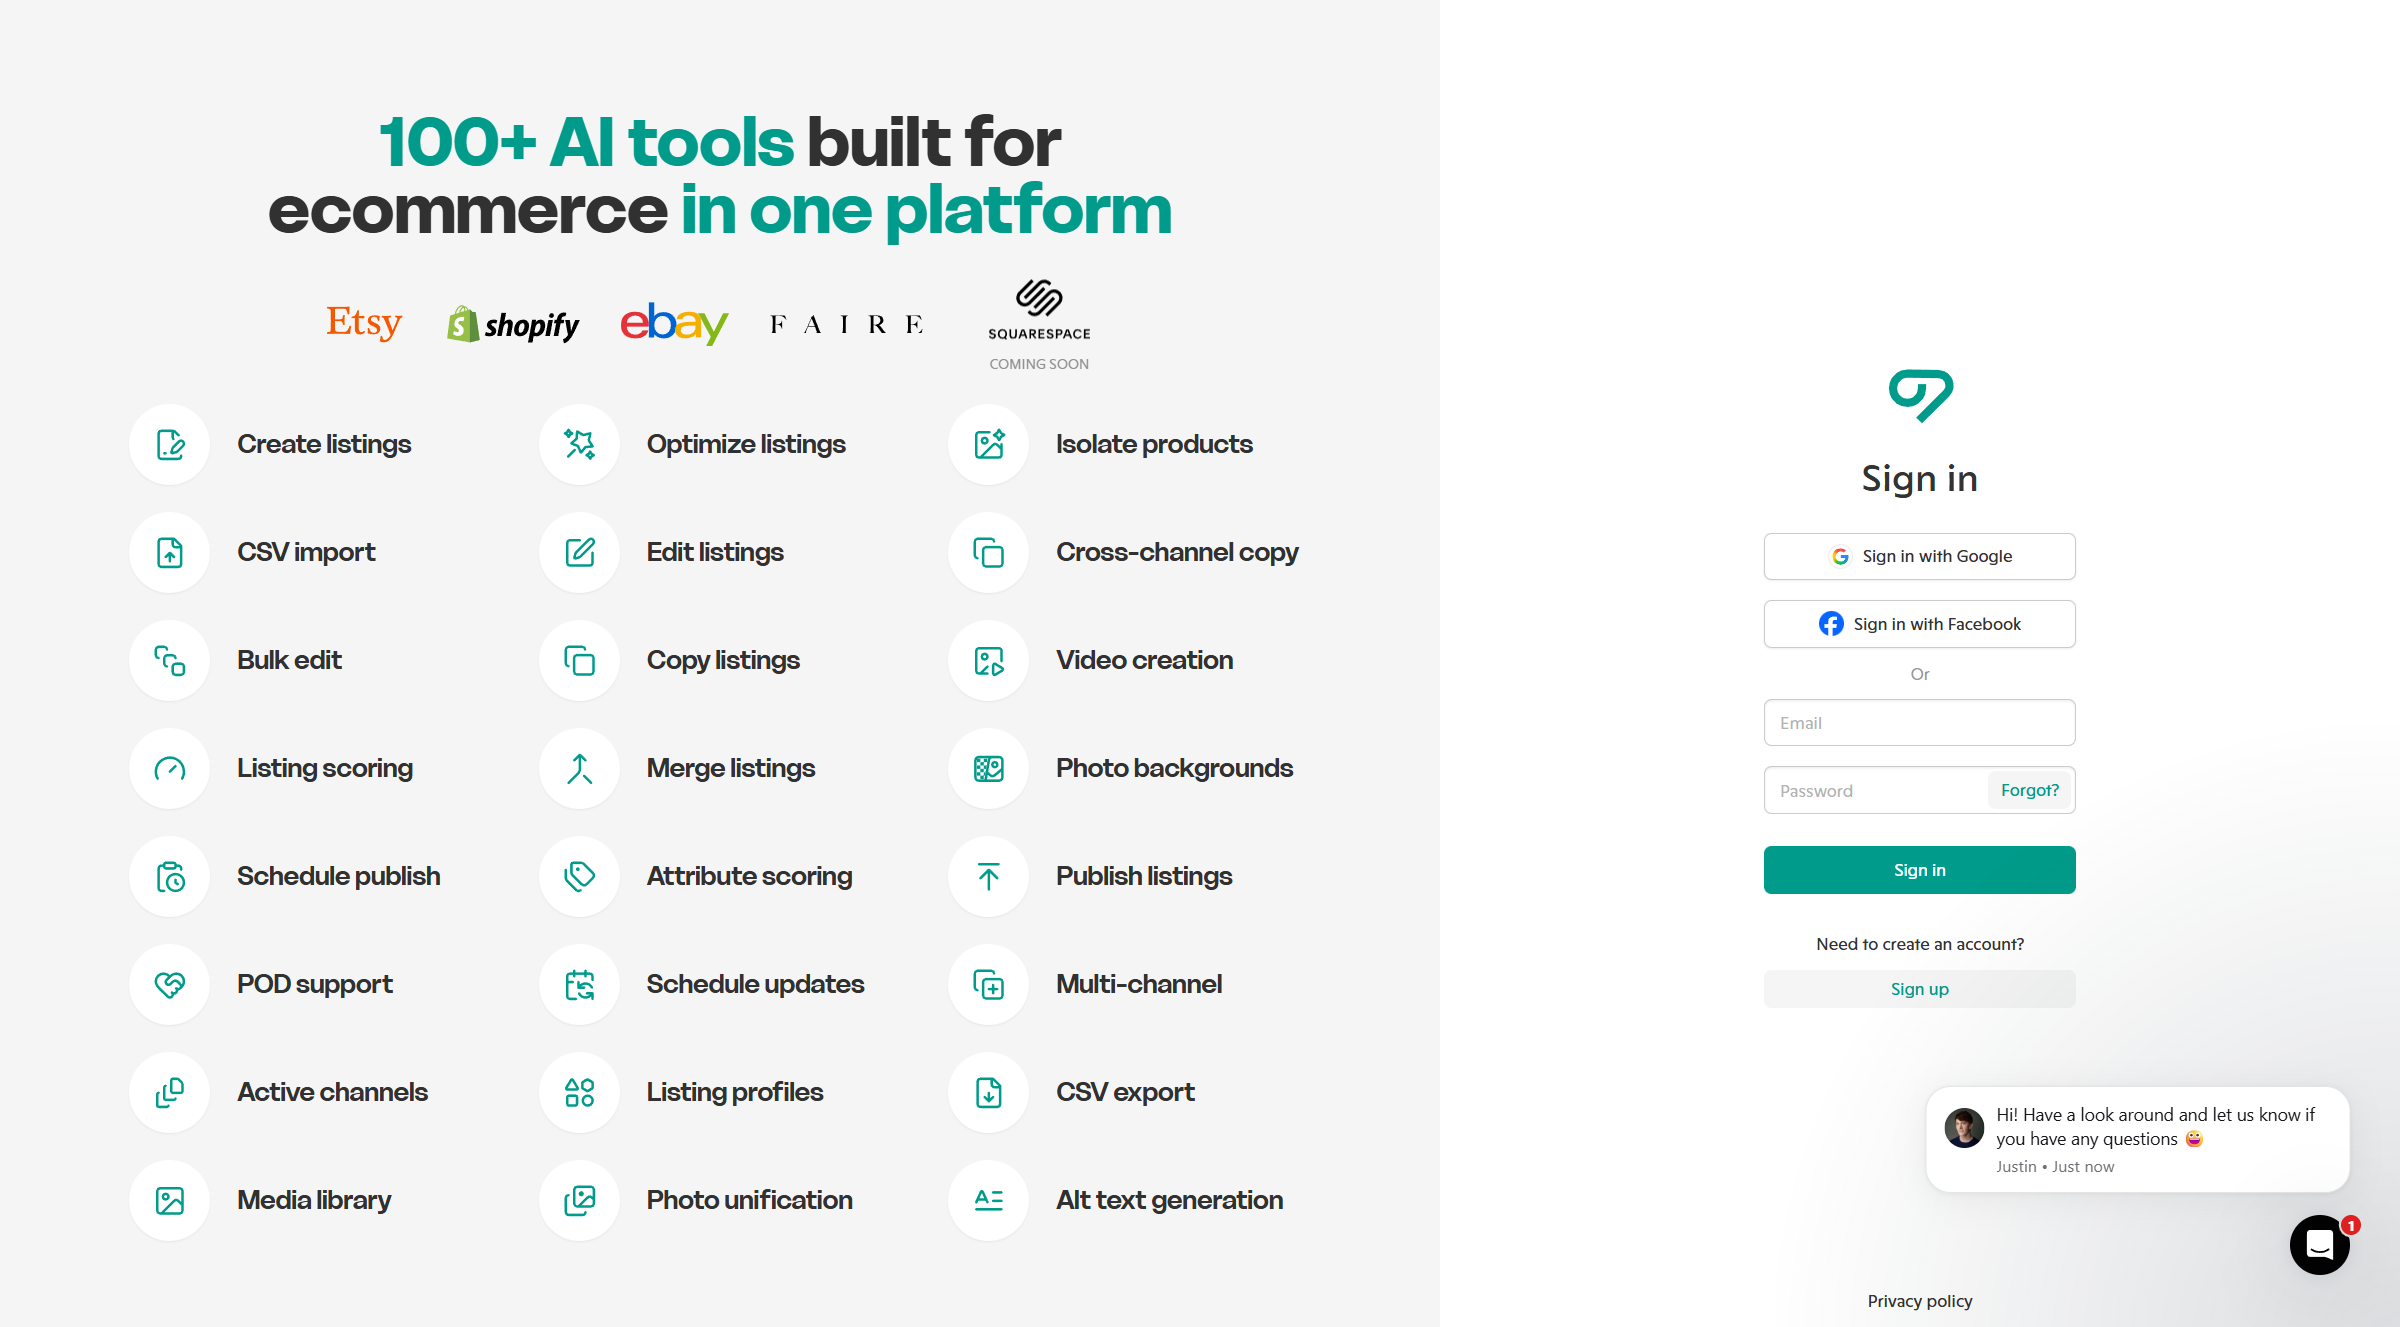 100+ AI tools built for
ecommerce in one platform
Etsy
shopify
ebay
FAIRE
SQUARESPACE
COMING SOON
Create listings
Optimize listings
Isolate products
CSV import
Edit listings
Cross-channel copy
Bulk edit
Copy listings
Video creation
Listing scoring
Merge listings
Photo backgrounds
Schedule publish
Attribute scoring
Publish listings
POD support
Schedule updates
Multi-channel
Active channels
Listing profiles
CSV export
Media library
Photo unification
Alt text generation
Sign in
Sign in with Google
Sign in with Facebook
Or
Email
Password
Forgot?
Sign in
Need to create an account?
Sign up
Hi! Have a look around and let us know if
you have any questions 😀
Justin • Just now
1
Privacy policy